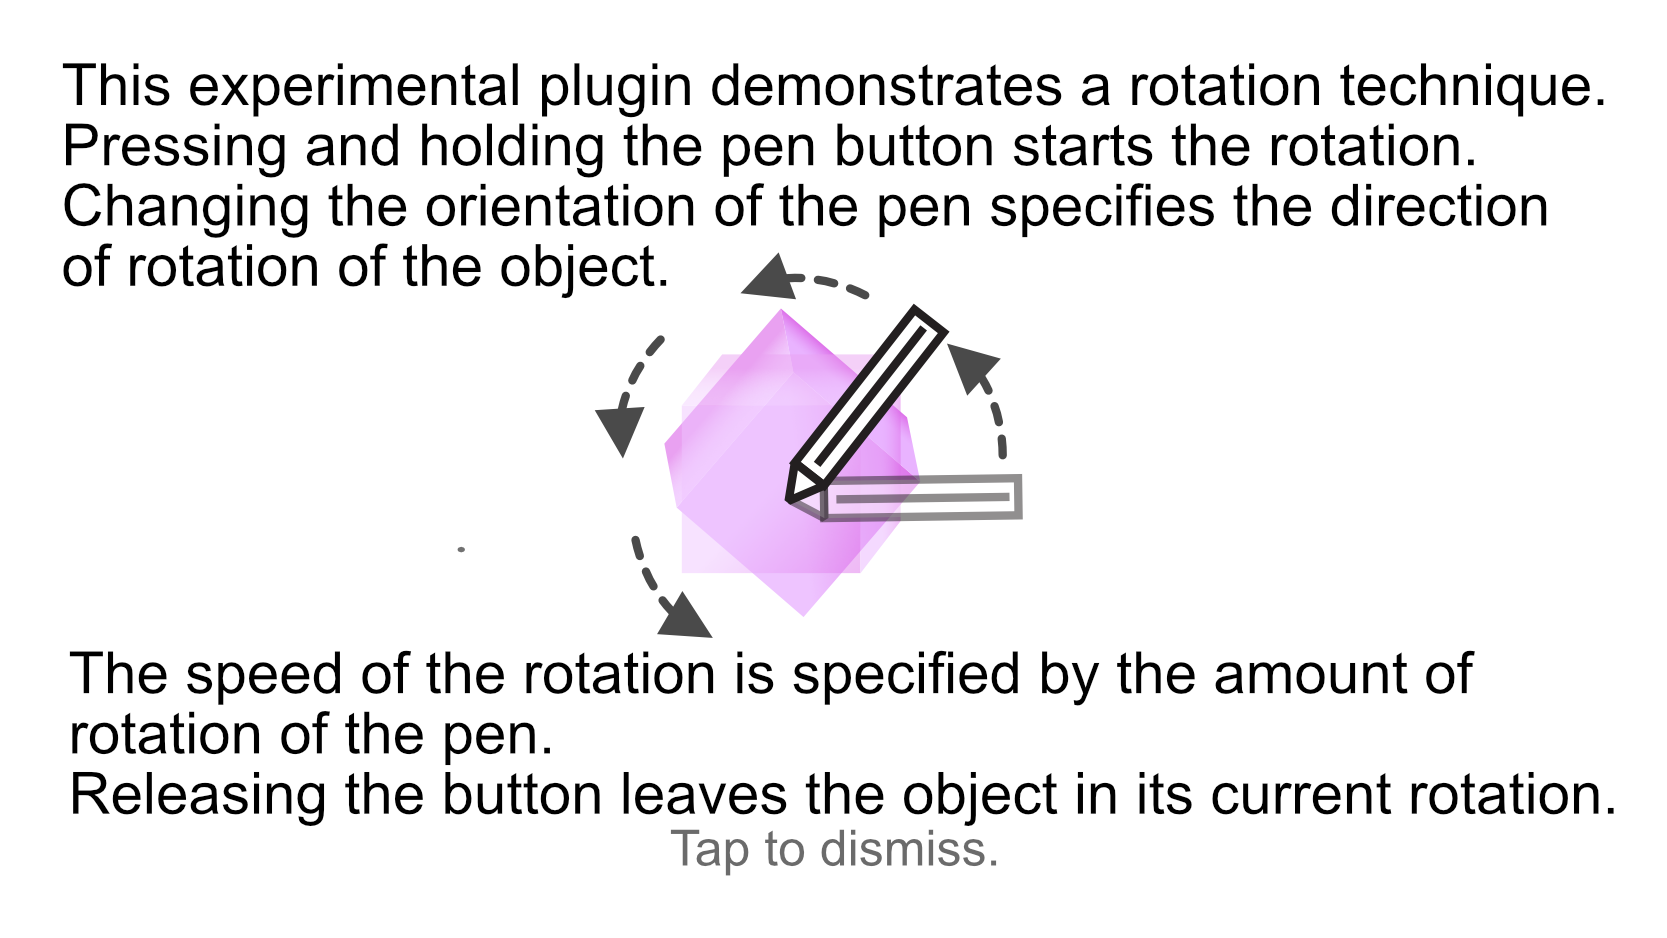 This experimental plugin demonstrates a rotation technique.
Pressing and holding the pen button starts the rotation.
Changing the orientation of the pen specifies the direction
of rotation of the object.
The speed of the rotation is specified by the amount of
rotation of the pen.
Releasing the button leaves the object in its current rotation.
Tap to dismiss.